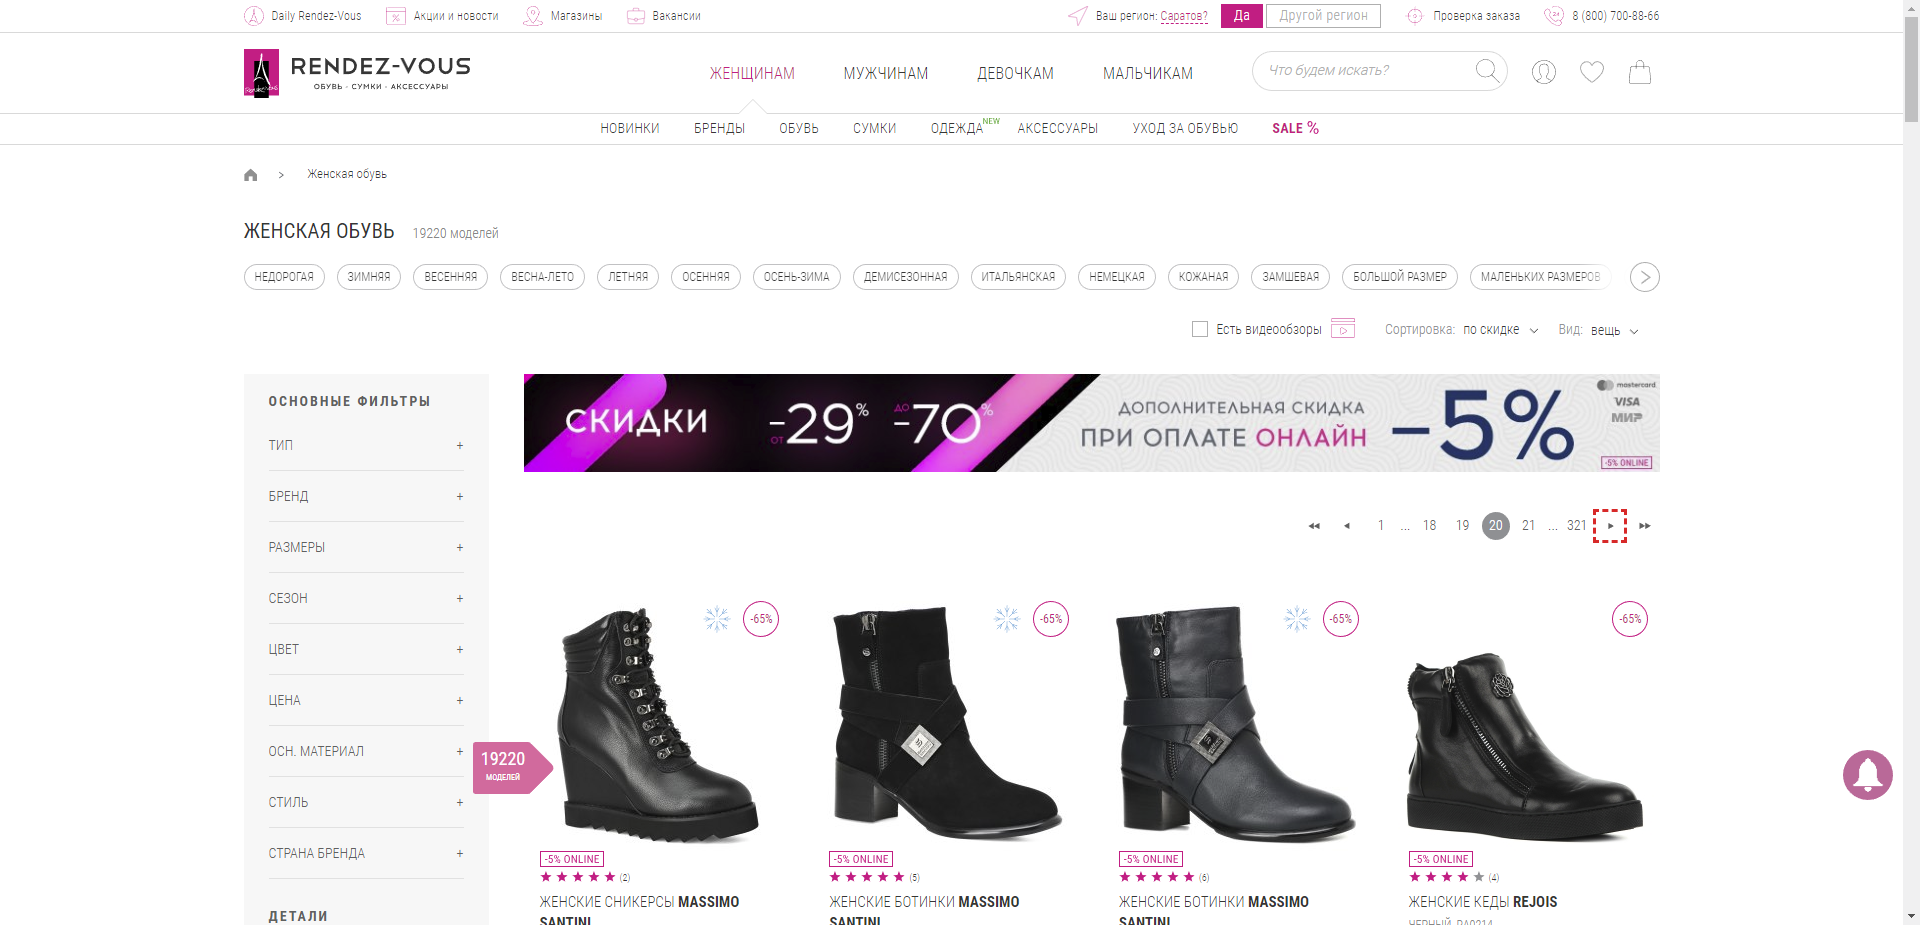 Daily Rendez-Vous
Акции и новости
Магазины
Вакансии
Ваш регион: Саратов?
Да
Другой регион
Проверка заказа
8 (800) 700-88-66
RENDEZ-VOUS
ОБУВЬ · СУМКИ · АКСЕССУАРЫ
ЖЕНЩИНАМ
МУЖЧИНАМ
ДЕВОЧКАМ
МАЛЬЧИКАМ
Что будем искать?
НОВИНКИ
БРЕНДЫ
ОБУВЬ
СУМКИ
ОДЕЖДА NEW
АКСЕССУАРЫ
УХОД ЗА ОБУВЬЮ
SALE %
> Женская обувь
ЖЕНСКАЯ ОБУВЬ 19220 моделей
НЕДОРОГАЯ
ЗИМНЯЯ
ВЕСЕННЯЯ
ВЕСНА-ЛЕТО
ЛЕТНЯЯ
ОСЕННЯЯ
ОСЕНЬ-ЗИМА
ДЕМИСЕЗОННАЯ
ИТАЛЬЯНСКАЯ
НЕМЕЦКАЯ
КОЖАНАЯ
ЗАМШЕВАЯ
БОЛЬШОЙ РАЗМЕР
МАЛЕНЬКИХ РАЗМЕРОВ
Есть видеообзоры
Сортировка: по скидке
Вид: вещь
ОСНОВНЫЕ ФИЛЬТРЫ
ТИП +
БРЕНД +
РАЗМЕРЫ +
СЕЗОН +
ЦВЕТ +
ЦЕНА +
ОСН. МАТЕРИАЛ +
СТИЛЬ +
СТРАНА БРЕНДА +
ДЕТАЛИ
19220
МОДЕЛЕЙ
СКИДКИ ОТ -29% ДО -70%
ДОПОЛНИТЕЛЬНАЯ СКИДКА
ПРИ ОПЛАТЕ ОНЛАЙН
-5%
mastercard
VISA
МИР
-5% ONLINE
1 ... 18 19 20 21 ... 321
-65%
-5% ONLINE
(2)
ЖЕНСКИЕ СНИКЕРСЫ MASSIMO
SANTINI
-65%
-5% ONLINE
(5)
ЖЕНСКИЕ БОТИНКИ MASSIMO
SANTINI
-65%
-5% ONLINE
(6)
ЖЕНСКИЕ БОТИНКИ MASSIMO
SANTINI
-65%
-5% ONLINE
(4)
ЖЕНСКИЕ КЕДЫ REJOIS